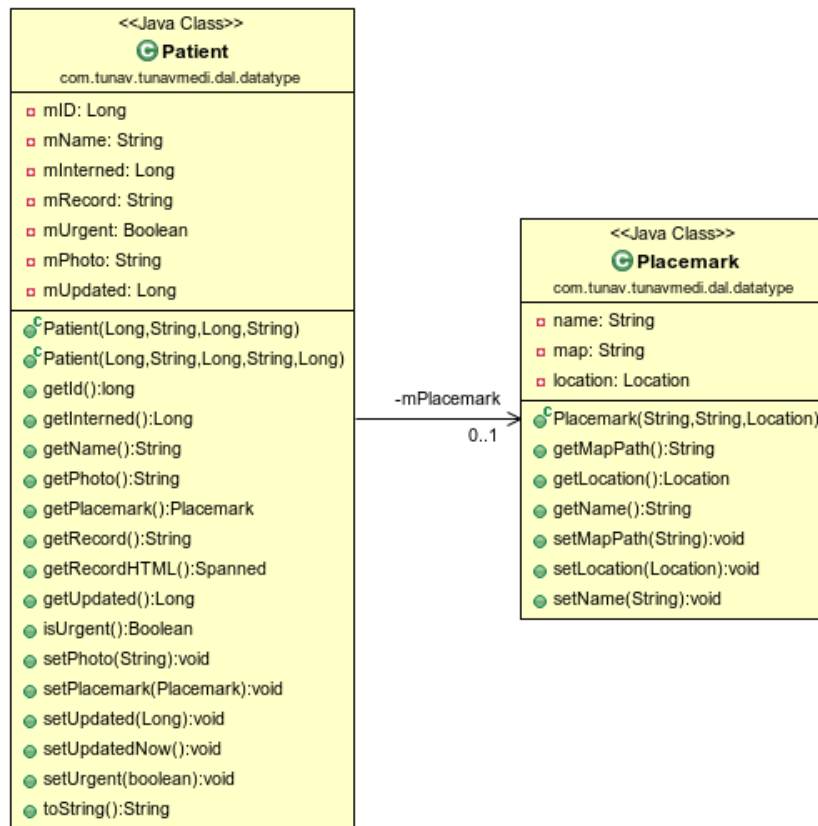 <<Java Class>>
Patient
com.tunav.tunavmedi.dal.datatype
mID: Long
mName: String
mInterned: Long
mRecord: String
mUrgent: Boolean
mPhoto: String
mUpdated: Long
Patient(Long,String,Long,String)
Patient(Long,String,Long,String,Long)
getId():long
getInterned():Long
getName():String
getPhoto():String
getPlacemark():Placemark
getRecord():String
getRecordHTML():Spanned
getUpdated():Long
isUrgent():Boolean
setPhoto(String):void
setPlacemark(Placemark):void
setUpdated(Long):void
setUpdatedNow():void
setUrgent(boolean):void
toString():String
-mPlacemark
0..1
<<Java Class>>
Placemark
com.tunav.tunavmedi.dal.datatype
name: String
map: String
location: Location
Placemark(String,String,Location)
getMapPath():String
getLocation():Location
getName():String
setMapPath(String):void
setLocation(Location):void
setName(String):void